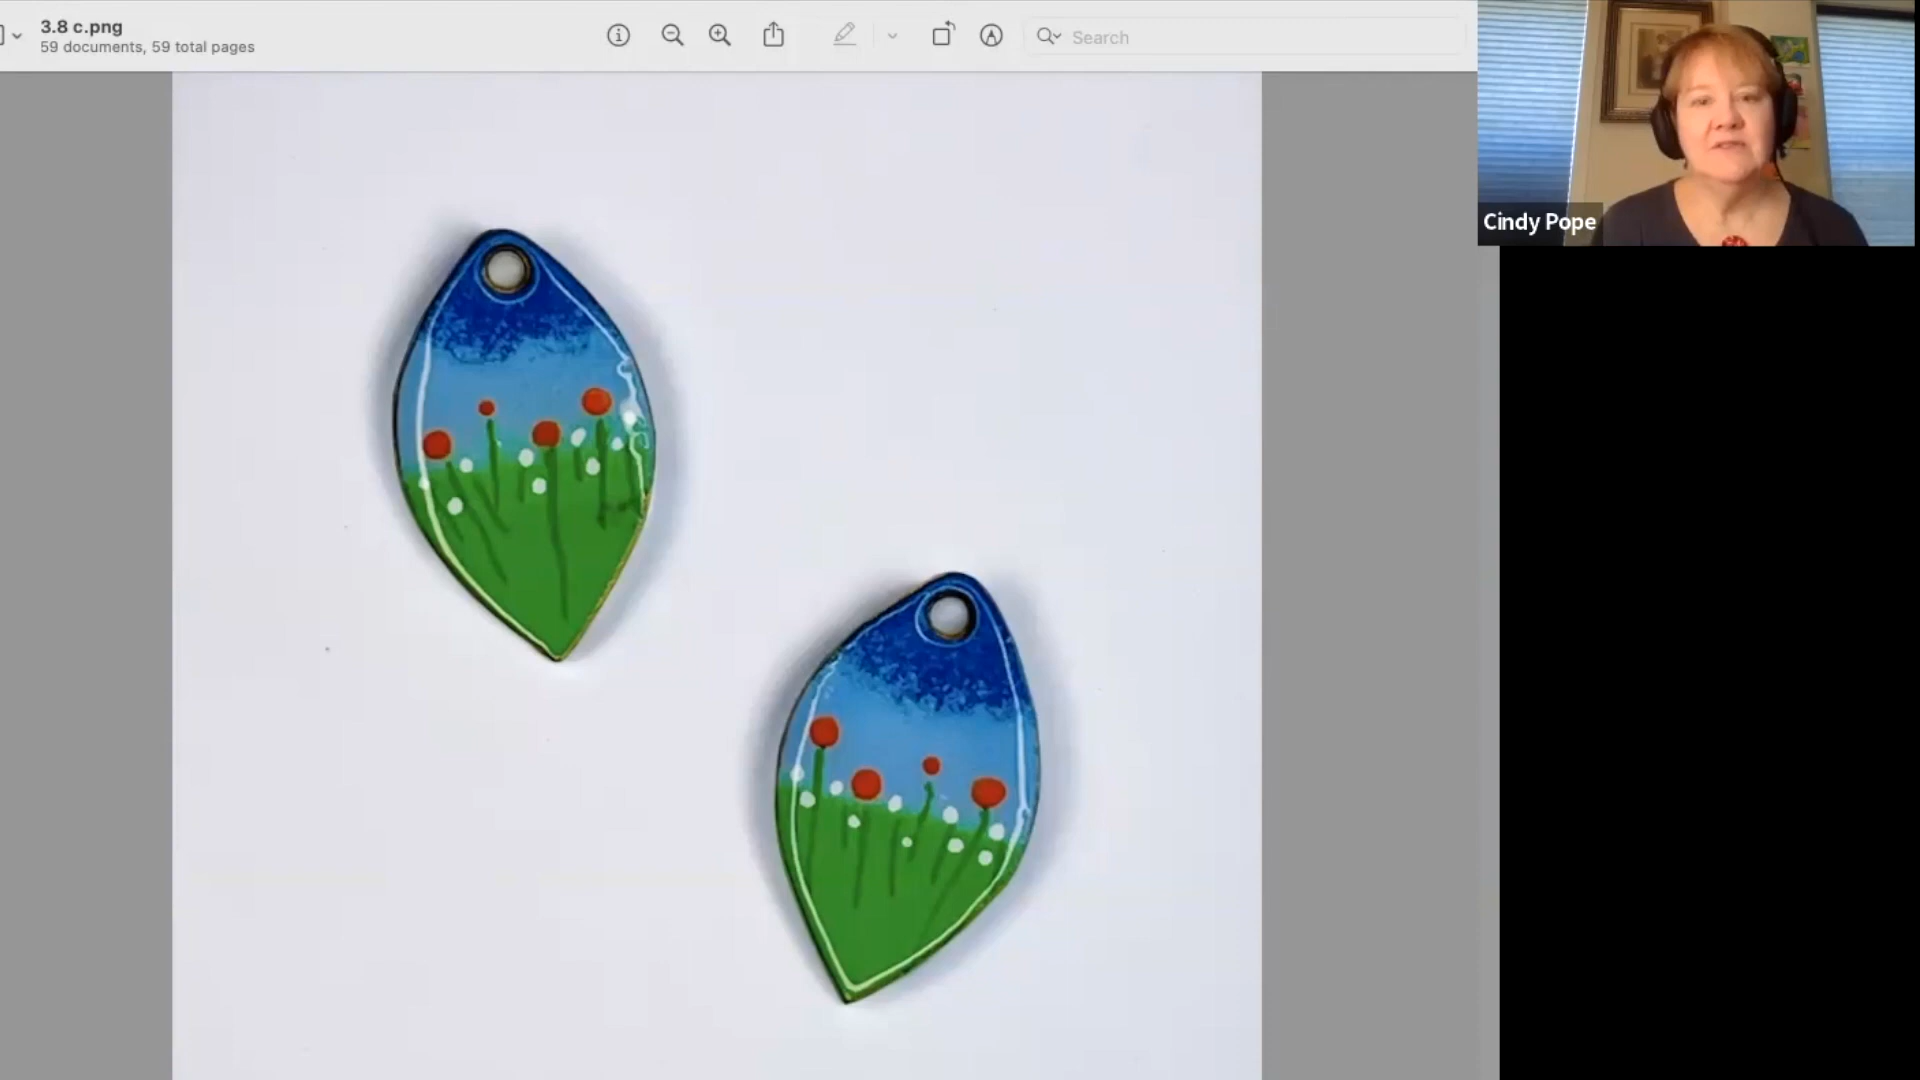 3.8 c.png
59 documents, 59 total pages
Search
Cindy Pope